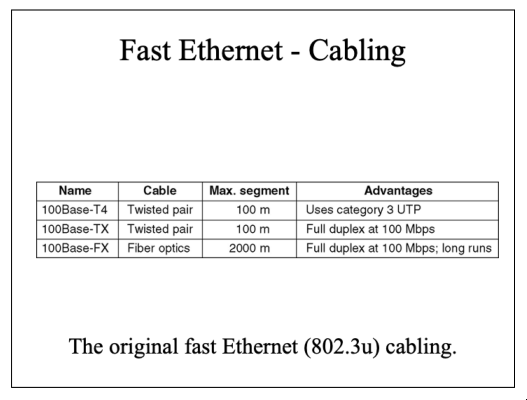 Fast Ethernet - Cabling
Name Cable Max. segment Advantages
100Base-T4 Twisted pair 100 m Uses category 3 UTP
100Base-TX Twisted pair 100 m Full duplex at 100 Mbps
100Base-FX Fiber optics 2000 m Full duplex at 100 Mbps; long runs
The original fast Ethernet (802.3u) cabling.